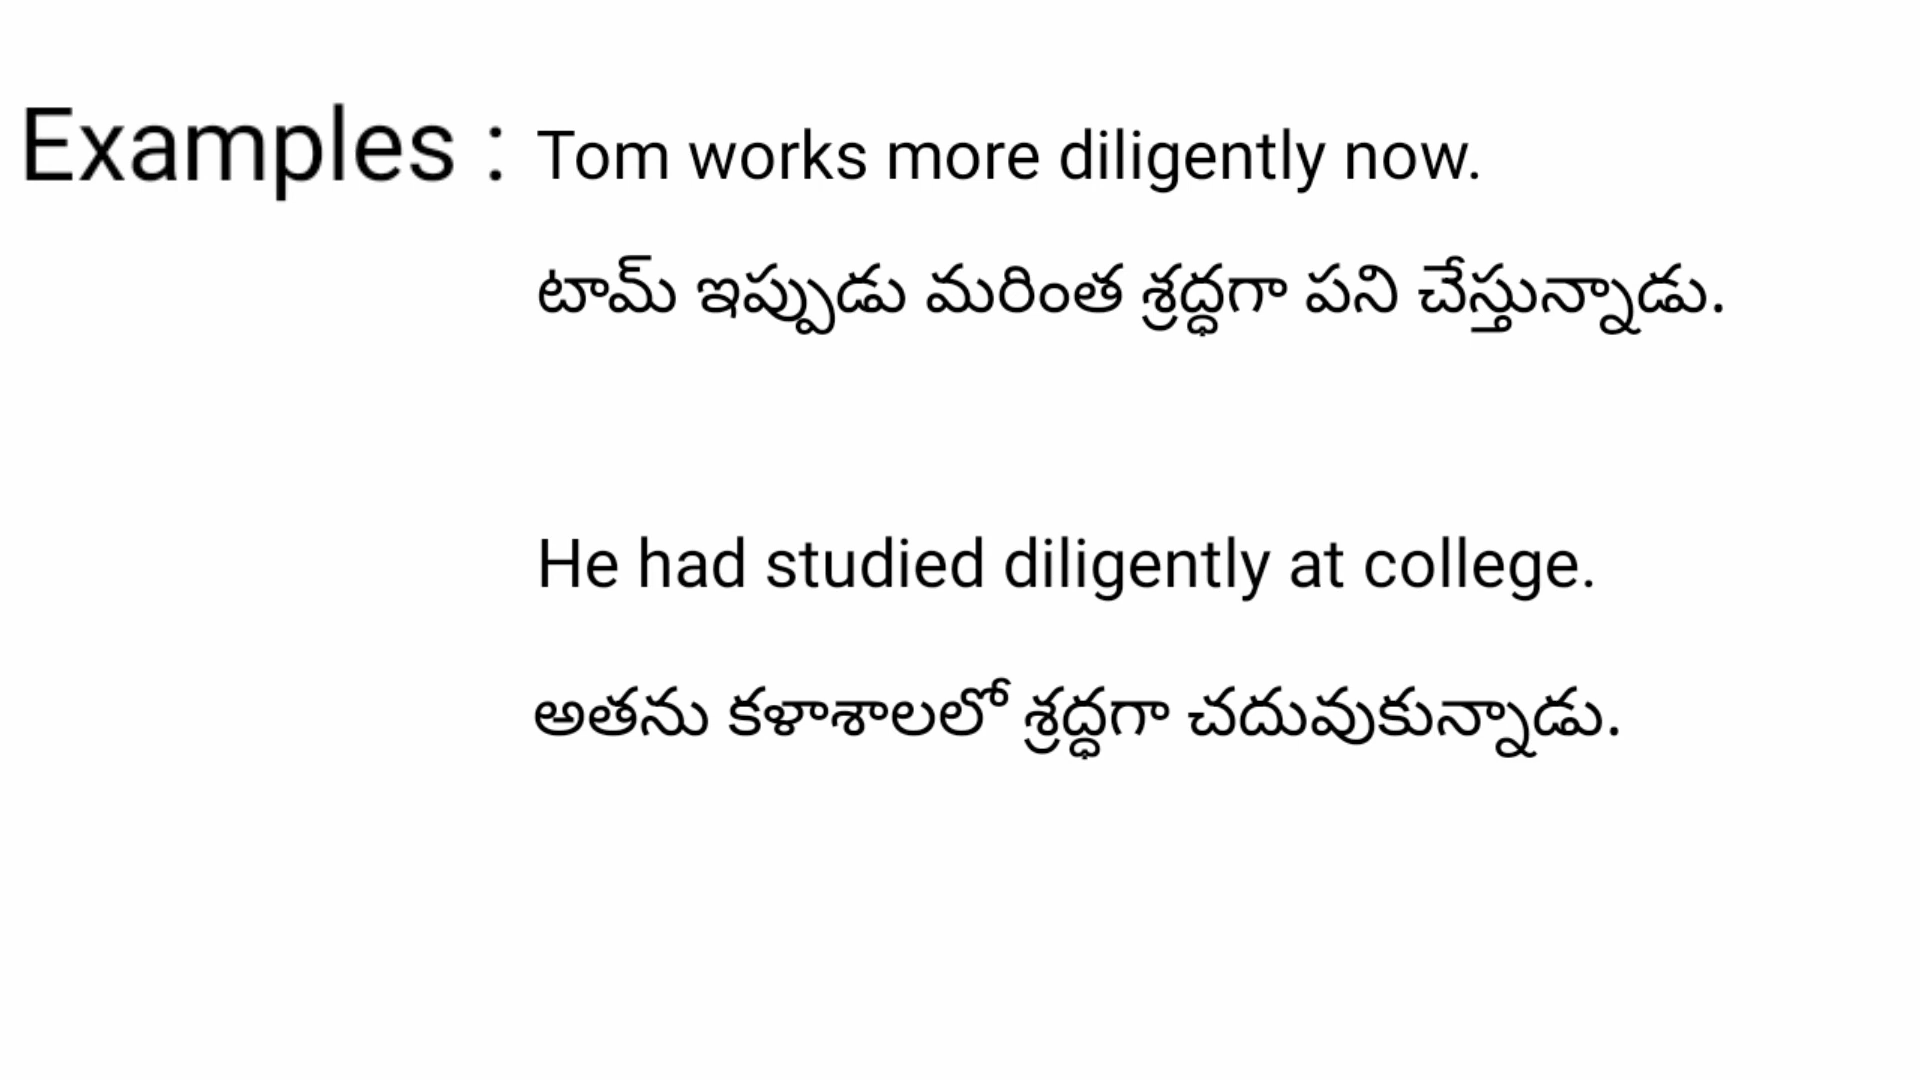 Examples : Tom works more diligently now.
టామ్ ఇప్పుడు మరింత శ్రద్ధగా పని చేస్తున్నాడు.
He had studied diligently at college.
అతను కళాశాలలో శ్రద్ధగా చదువుకున్నాడు.